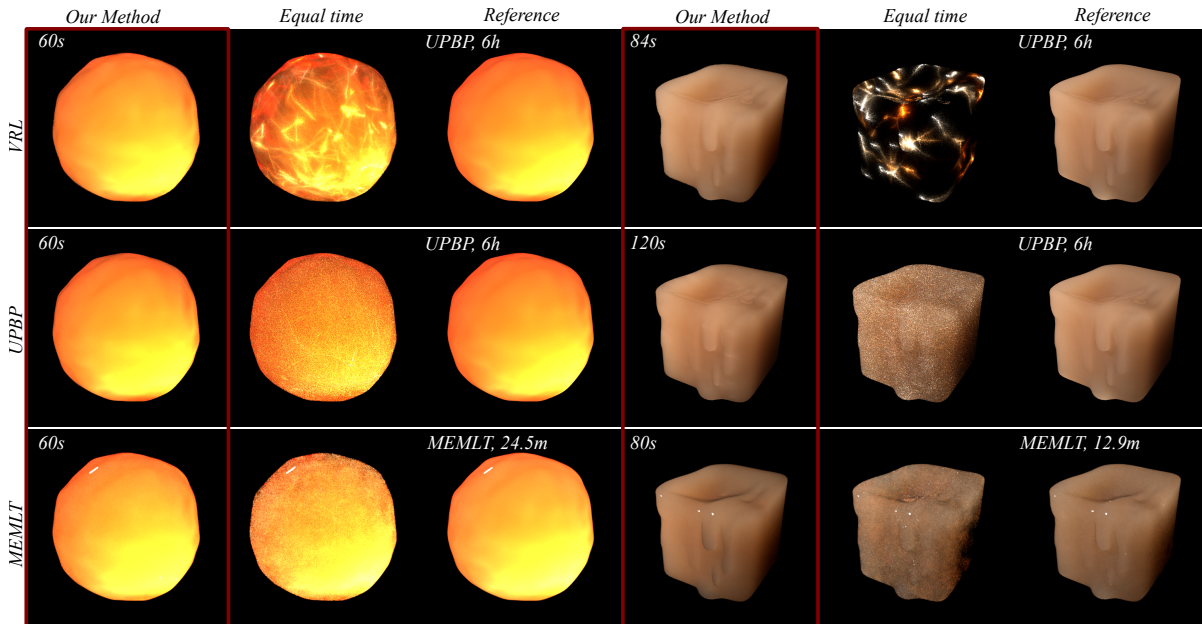 Our Method Equal time Reference Our Method Equal time Reference
VRL
60s UPBP, 6h 84s UPBP, 6h
UPBP
60s UPBP, 6h 120s UPBP, 6h
MEMLT
60s MEMLT, 24.5m 80s MEMLT, 12.9m